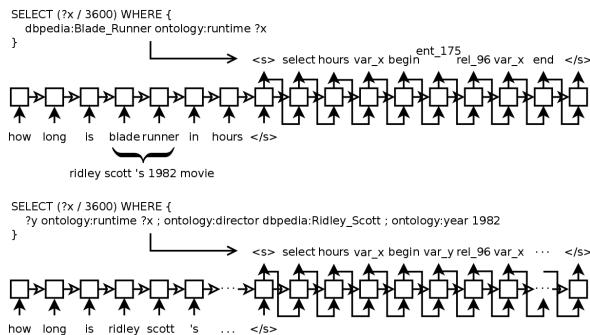 SELECT (?x / 3600) WHERE {
dbpedia:Blade_Runner ontology:runtime ?x
}
<s> select hours var_x begin ent_175 rel_96 var_x end </s>
how long is blade runner in hours </s>
ridley scott 's 1982 movie
SELECT (?x / 3600) WHERE {
?y ontology:runtime ?x ; ontology:director dbpedia:Ridley_Scott ; ontology:year 1982
}
<s> select hours var_x begin var_y rel_96 var_x ... </s>
...
...
how long is ridley scott 's ... </s>